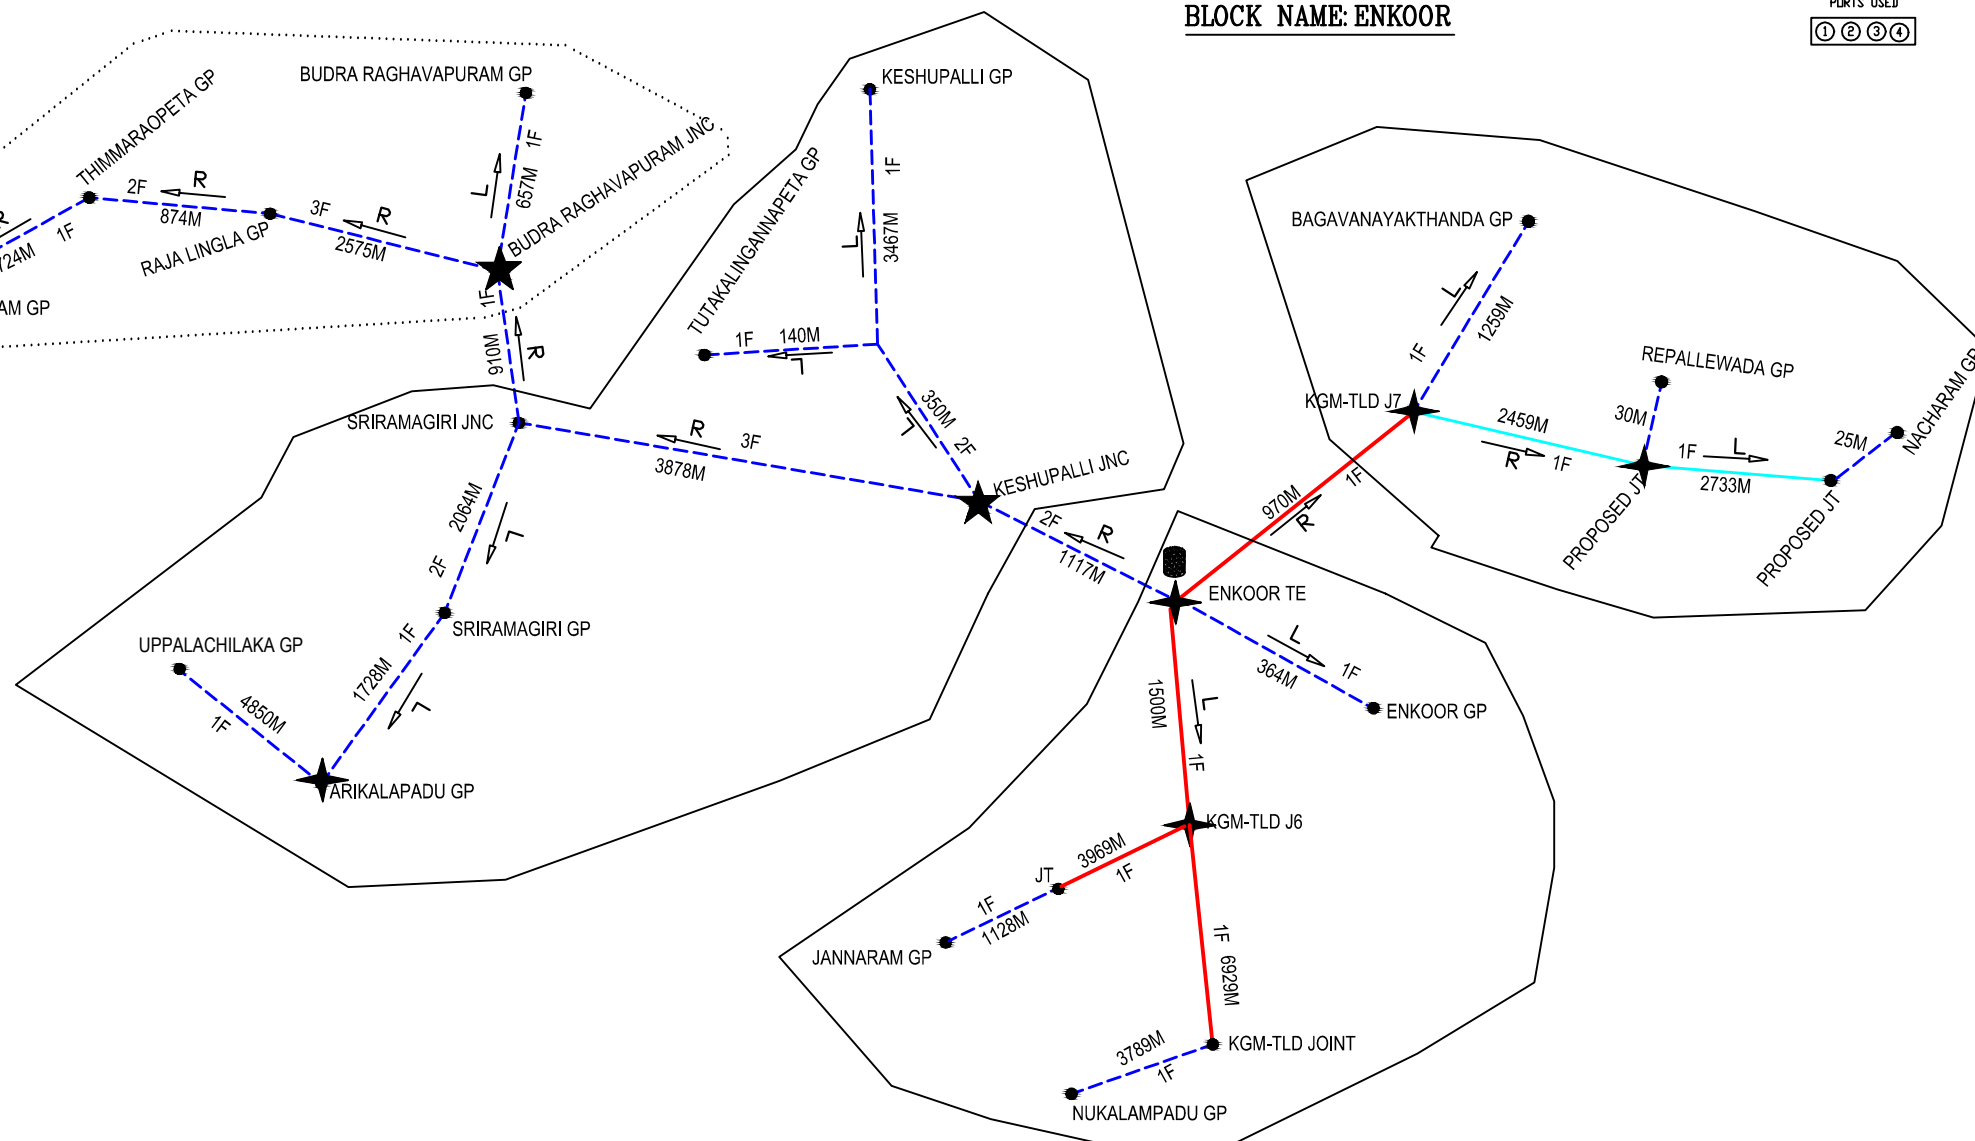 BLOCK NAME: ENKOOR
PORTS USED
1 2 3 4
BUDRA RAGHAVAPURAM GP
THIMMARAOPETA GP
1F
L
657M
BUDRA RAGHAVAPURAM JNC
2F
R
874M
3F
R
2575M
RAJA LINGLA GP
R
1F
724M
AM GP
1F
910M
R
KESHUPALLI GP
1F
L
3467M
TUTAKALINGANNAPETA GP
1F
140M
L
350M
L
2F
SRIRAMAGIRI JNC
R
3F
3878M
KESHUPALLI JNC
2F
R
1117M
2064M
L
2F
SRIRAMAGIRI GP
1F
1728M
L
UPPALACHILAKA GP
4850M
1F
ARIKALAPADU GP
BAGAVANAYAKTHANDA GP
L
1259M
1F
KGM-TLD J7
2459M
R
1F
REPALLEWADA GP
30M
1F
L
2733M
25M
NACHARAM GP
PROPOSED JT
PROPOSED JT
970M
R
1F
ENKOOR TE
L
364M
1F
ENKOOR GP
1500M
L
1F
KGM-TLD J6
3969M
1F
JT
1F
1128M
JANNARAM GP
1F
6929M
KGM-TLD JOINT
3789M
1F
NUKALAMPADU GP